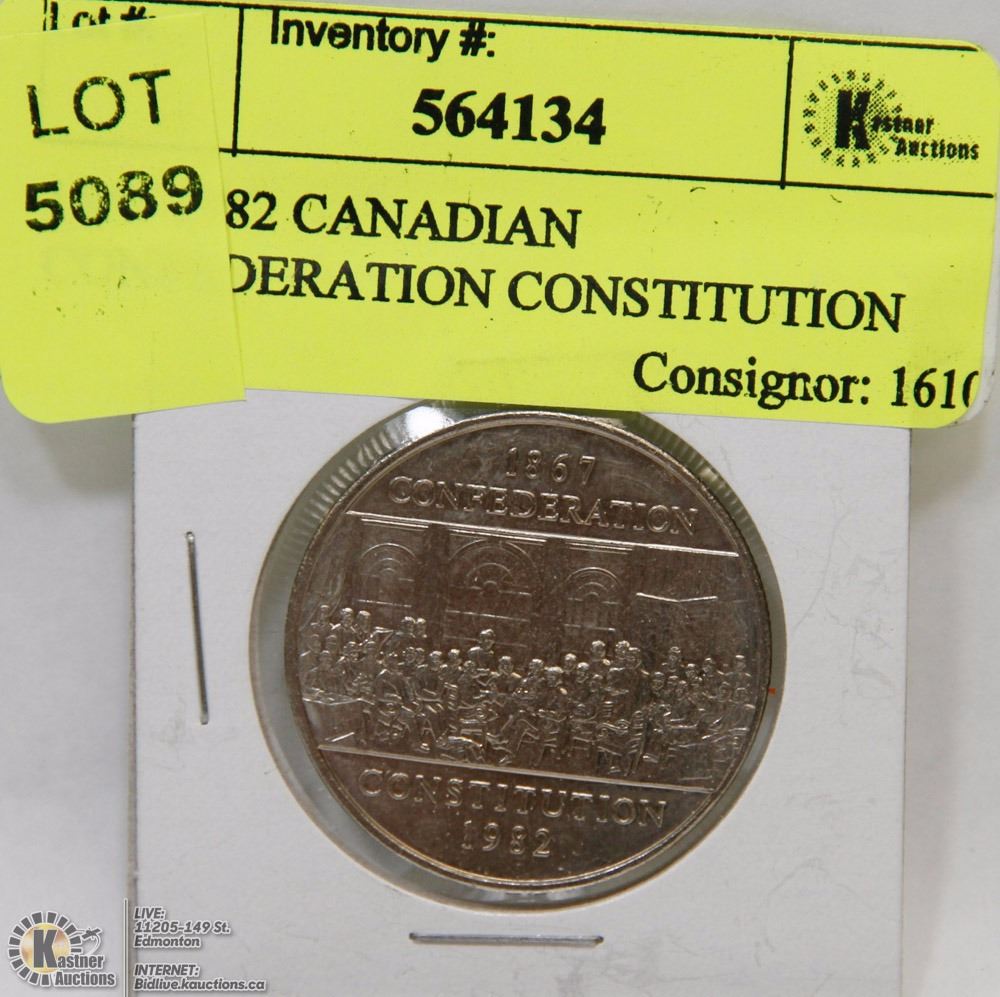 Lot #:
Inventory #:
LOT
5089
564134
Kastner
Auctions
82 CANADIAN
DERATION CONSTITUTION
Consignor: 1610
1867
CONFEDERATION
CONSTITUTION
1982
Kastner
Auctions
LIVE:
11205-149 St.
Edmonton
INTERNET:
Bidlive.kauctions.ca